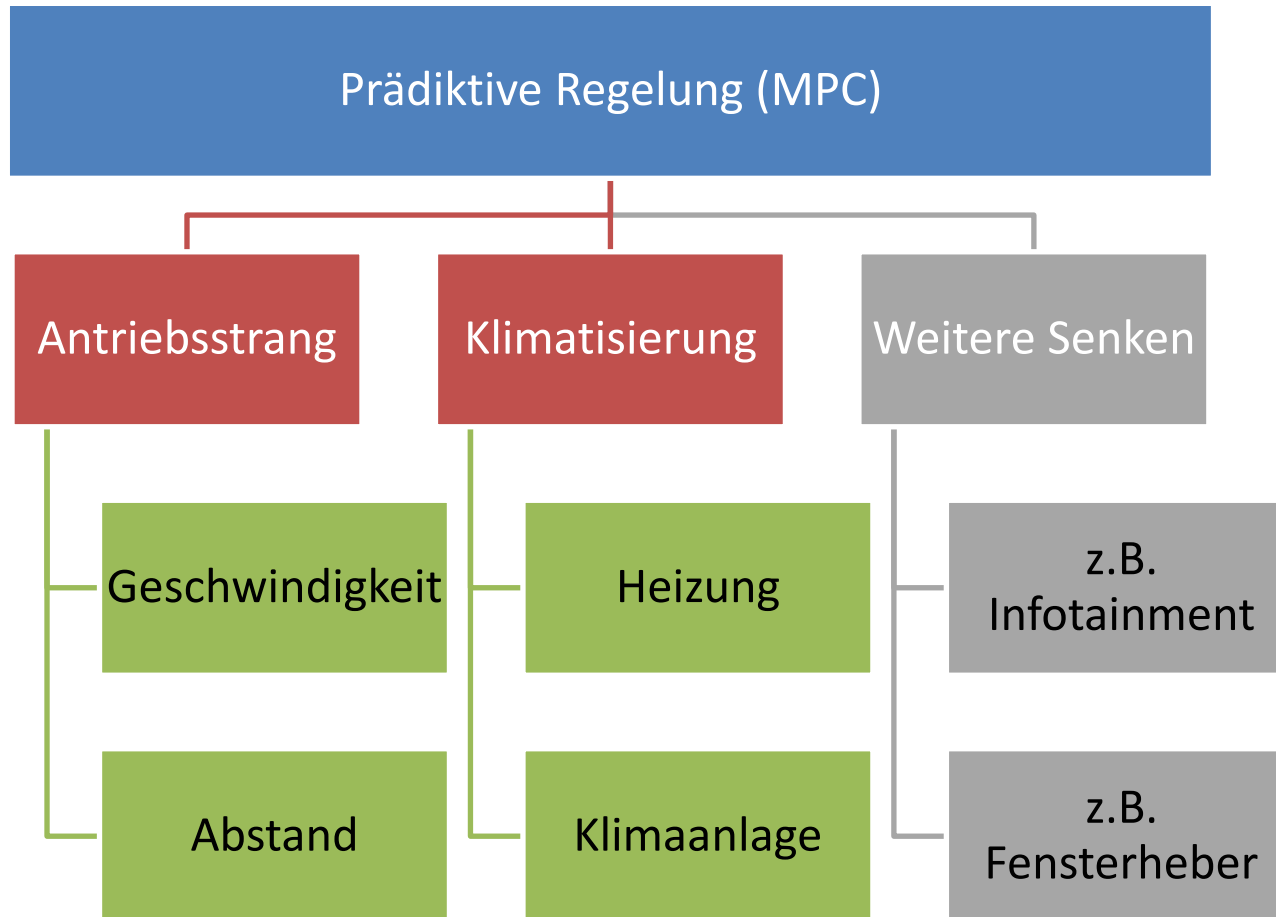 Prädiktive Regelung (MPC)
Antriebsstrang
Klimatisierung
Weitere Senken
Geschwindigkeit
Heizung
z.B.
Infotainment
Abstand
Klimaanlage
z.B.
Fensterheber